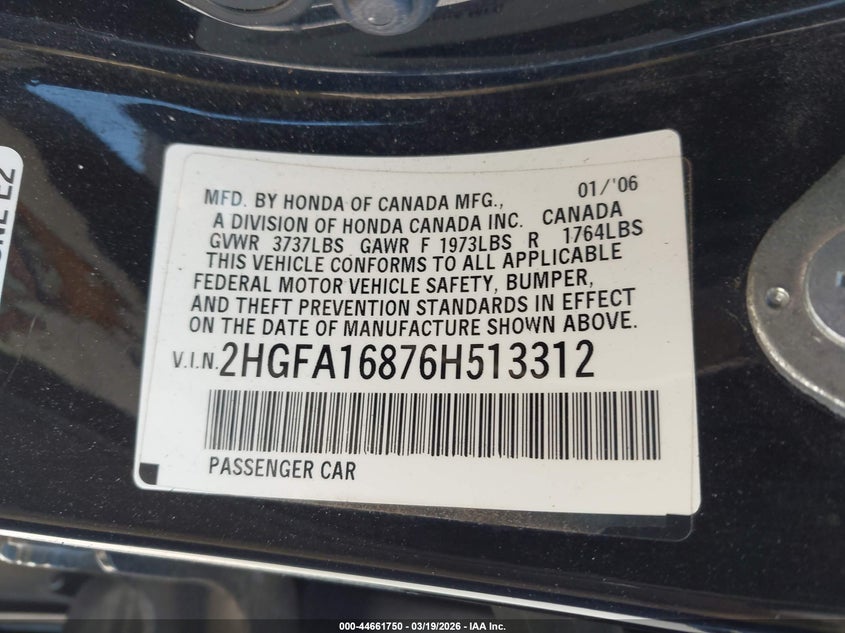 MFD. BY HONDA OF CANADA MFG., 01/'06
A DIVISION OF HONDA CANADA INC. CANADA
GVWR 3737LBS GAWR F 1973LBS R 1764LBS
THIS VEHICLE CONFORMS TO ALL APPLICABLE
FEDERAL MOTOR VEHICLE SAFETY, BUMPER,
AND THEFT PREVENTION STANDARDS IN EFFECT
ON THE DATE OF MANUFACTURE SHOWN ABOVE.
V.I.N. 2HGFA16876H513312
PASSENGER CAR
000-44661750 - 03/19/2026 - IAA Inc.